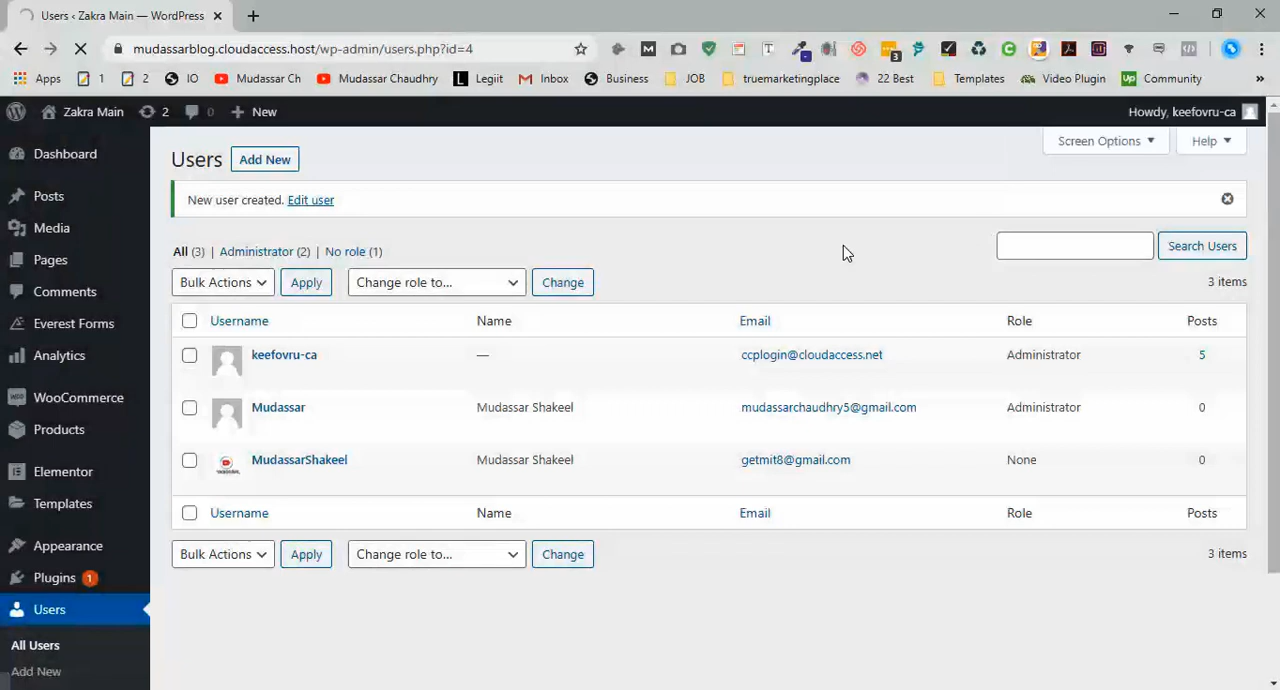 Users ‹ Zakra Main — WordPress
mudassarblog.cloudaccess.host/wp-admin/users.php?id=4
Apps 1 2 IO Mudassar Ch Mudassar Chaudhry Legiit Inbox Business JOB truemarketingplace 22 Best Templates Video Plugin Community »
Zakra Main 2 0 New Howdy, keefovru-ca
Dashboard
Posts
Media
Pages
Comments
Everest Forms
Analytics
WooCommerce
Products
Elementor
Templates
Appearance
Plugins 1
Users
All Users
Add New
Screen Options Help
Users Add New
New user created. Edit user
All (3) | Administrator (2) | No role (1)
Search Users
Bulk Actions Apply Change role to... Change 3 items
Username Name Email Role Posts
keefovru-ca — ccplogin@cloudaccess.net Administrator 5
Mudassar Mudassar Shakeel mudassarchaudhry5@gmail.com Administrator 0
MudassarShakeel Mudassar Shakeel getmit8@gmail.com None 0
Username Name Email Role Posts
Bulk Actions Apply Change role to... Change 3 items